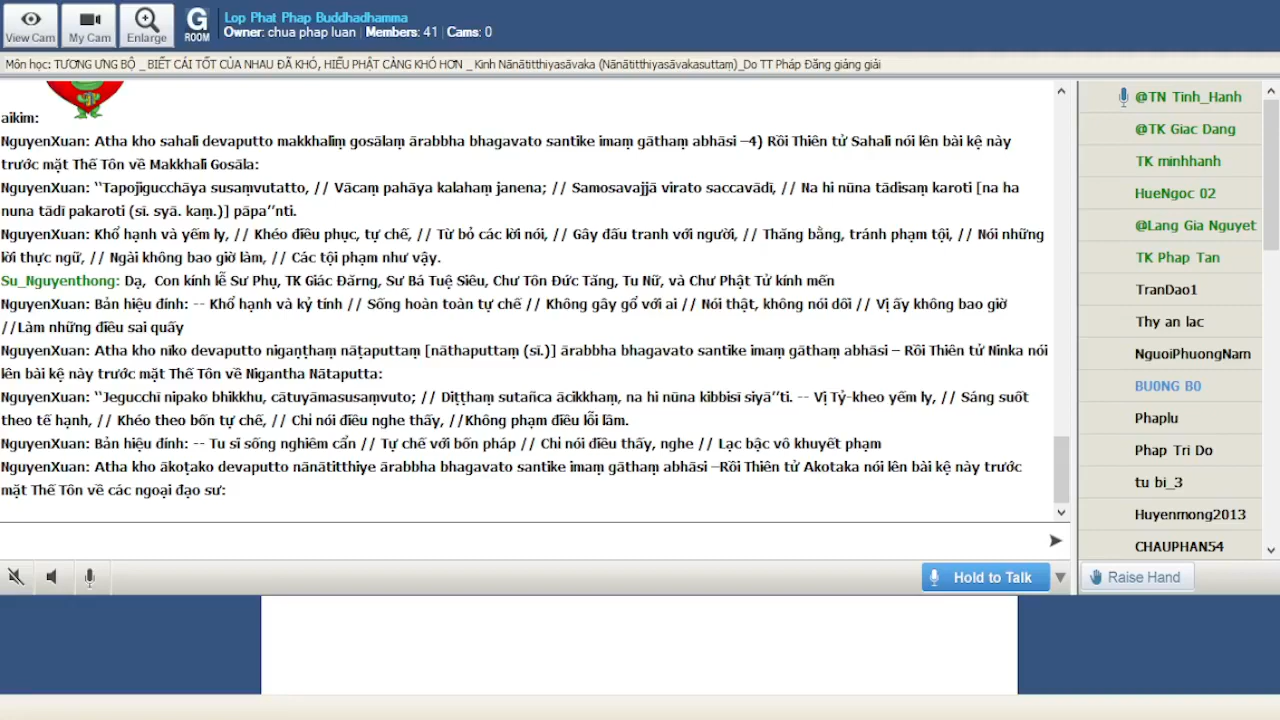 View Cam
My Cam
Enlarge
G
ROOM
Lop Phat Phap Buddhadhamma
Owner: chua phap luan | Members: 41 | Cams: 0
Môn học: TƯƠNG ƯNG BỘ _ BIẾT CÁI TỐT CỦA NHAU ĐÃ KHÓ, HIỂU PHẬT CÀNG KHÓ HƠN _ Kinh Nānātitthiyasāvaka (Nānātitthiyasāvakasuttaṃ)_Do TT Pháp Đăng giảng giải
aikim:
NguyenXuan: Atha kho sahali devaputto makkhaliṃ gosālaṃ ārabbha bhagavato santike imaṃ gāthaṃ abhāsi –4) Rồi Thiên tử Sahali nói lên bài kệ này
trước mặt Thế Tôn về Makkhali Gosāla:
NguyenXuan: ‘‘Tapojigucchāya susaṃvutatto, // Vācaṃ pahāya kalahaṃ janena; // Samosavajjā virato saccavādī, // Na hi nūna tādisaṃ karoti [na ha
nuna tādī pakaroti (sī. syā. kaṃ.)] pāpa’’nti.
NguyenXuan: Khổ hạnh và yếm ly, // Khéo điều phục, tự chế, // Từ bỏ các lời nói, // Gây đấu tranh với người, // Thăng bằng, tránh phạm tội, // Nói những
lời thực ngữ, // Ngài không bao giờ làm, // Các tội phạm như vậy.
Su_Nguyenthong: Dạ, Con kính lễ Sư Phụ, TK Giác Đăng, Sư Bá Tuệ Siêu, Chư Tôn Đức Tăng, Tu Nữ, và Chư Phật Tử kính mến
NguyenXuan: Bản hiệu đính: -- Khổ hạnh và kỷ tính // Sống hoàn toàn tự chế // Không gây gổ với ai // Nói thật, không nói dối // Vị ấy không bao giờ
//Làm những điều sai quấy
NguyenXuan: Atha kho nīko devaputto nigaṇṭhaṃ nāṭaputtaṃ [nāthaputtaṃ (sī.)] ārabbha bhagavato santike imaṃ gāthaṃ abhāsi – Rồi Thiên tử Ninka nói
lên bài kệ này trước mặt Thế Tôn về Nigantha Nātaputta:
NguyenXuan: ‘‘Jegucchī nipako bhikkhu, cātuyāmasusaṃvuto; // Diṭṭhaṃ sutañca ācikkhaṃ, na hi nūna kibbisī siyā’’ti. -- Vị Tỷ-kheo yếm ly, // Sáng suốt
theo tế hạnh, // Khéo theo bốn tự chế, // Chỉ nói điều nghe thấy, //Không phạm điều lỗi lầm.
NguyenXuan: Bản hiệu đính: -- Tu sĩ sống nghiêm cẩn // Tự chế với bốn pháp // Chỉ nói điều thấy, nghe // Lạc bậc vô khuyết phạm
NguyenXuan: Atha kho ākoṭako devaputto nānātitthiye ārabbha bhagavato santike imaṃ gāthaṃ abhāsi –Rồi Thiên tử Akotaka nói lên bài kệ này trước
mặt Thế Tôn về các ngoại đạo sư:
@TN Tinh_Hanh
@TK Giac Dang
TK minhhanh
HueNgoc 02
@Lang Gia Nguyet
TK Phap Tan
TranDao1
Thy an lac
NguoiPhuongNam
BU0NG B0
Phaplu
Phap Tri Do
tu bi_3
Huyenmong2013
CHAUPHAN54
Hold to Talk
Raise Hand